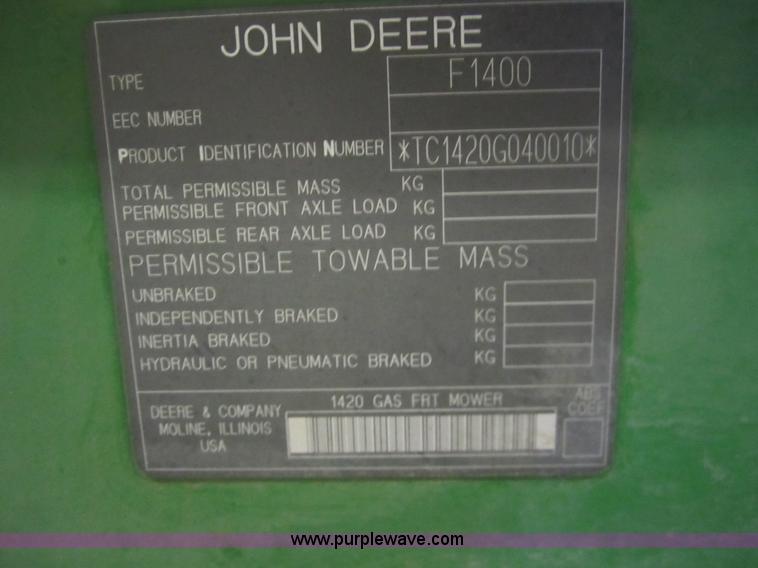 JOHN DEERE
TYPE F1400
EEC NUMBER
PRODUCT IDENTIFICATION NUMBER *TC1420G040010*
TOTAL PERMISSIBLE MASS KG
PERMISSIBLE FRONT AXLE LOAD KG
PERMISSIBLE REAR AXLE LOAD KG
PERMISSIBLE TOWABLE MASS
UNBRAKED KG
INDEPENDENTLY BRAKED KG
INERTIA BRAKED KG
HYDRAULIC OR PNEUMATIC BRAKED KG
1420 GAS FRT MOWER
DEERE & COMPANY
MOLINE, ILLINOIS
USA
ABS
COEF
www.purplewave.com